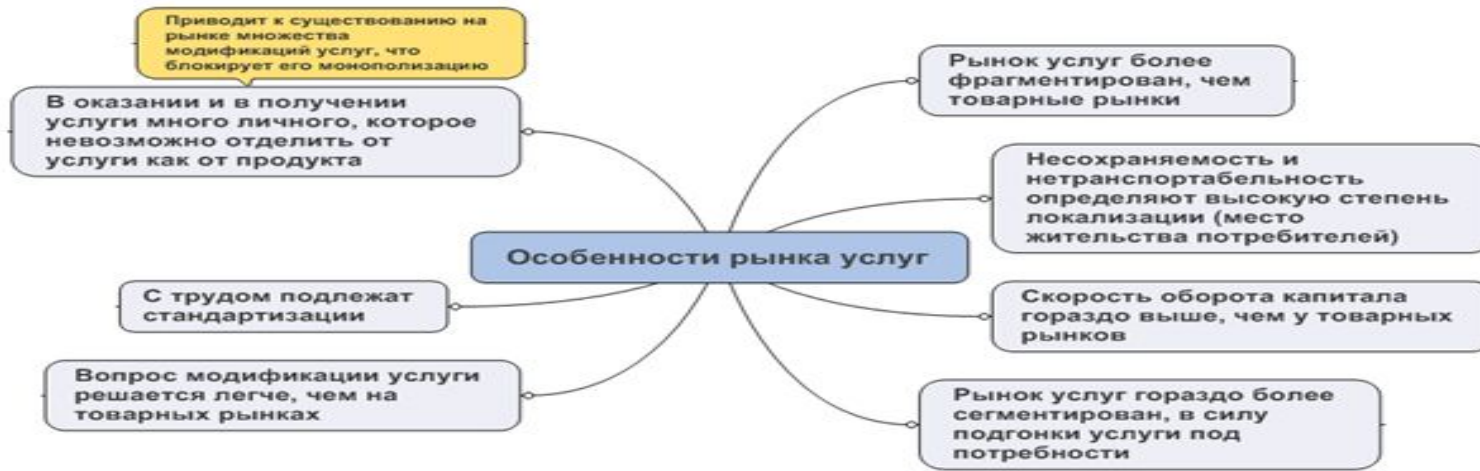 Приводит к существованию на
рынке множества
модификаций услуг, что
блокирует его монополизацию
В оказании и в получении
услуги много личного, которое
невозможно отделить от
услуги как от продукта
С трудом подлежат
стандартизации
Вопрос модификации услуги
решается легче, чем на
товарных рынках
Особенности рынка услуг
Рынок услуг более
фрагментирован, чем
товарные рынки
Несохраняемость и
нетранспортабельность
определяют высокую степень
локализации (место
жительства потребителей)
Скорость оборота капитала
гораздо выше, чем у товарных
рынков
Рынок услуг гораздо более
сегментирован, в силу
подгонки услуги под
потребности